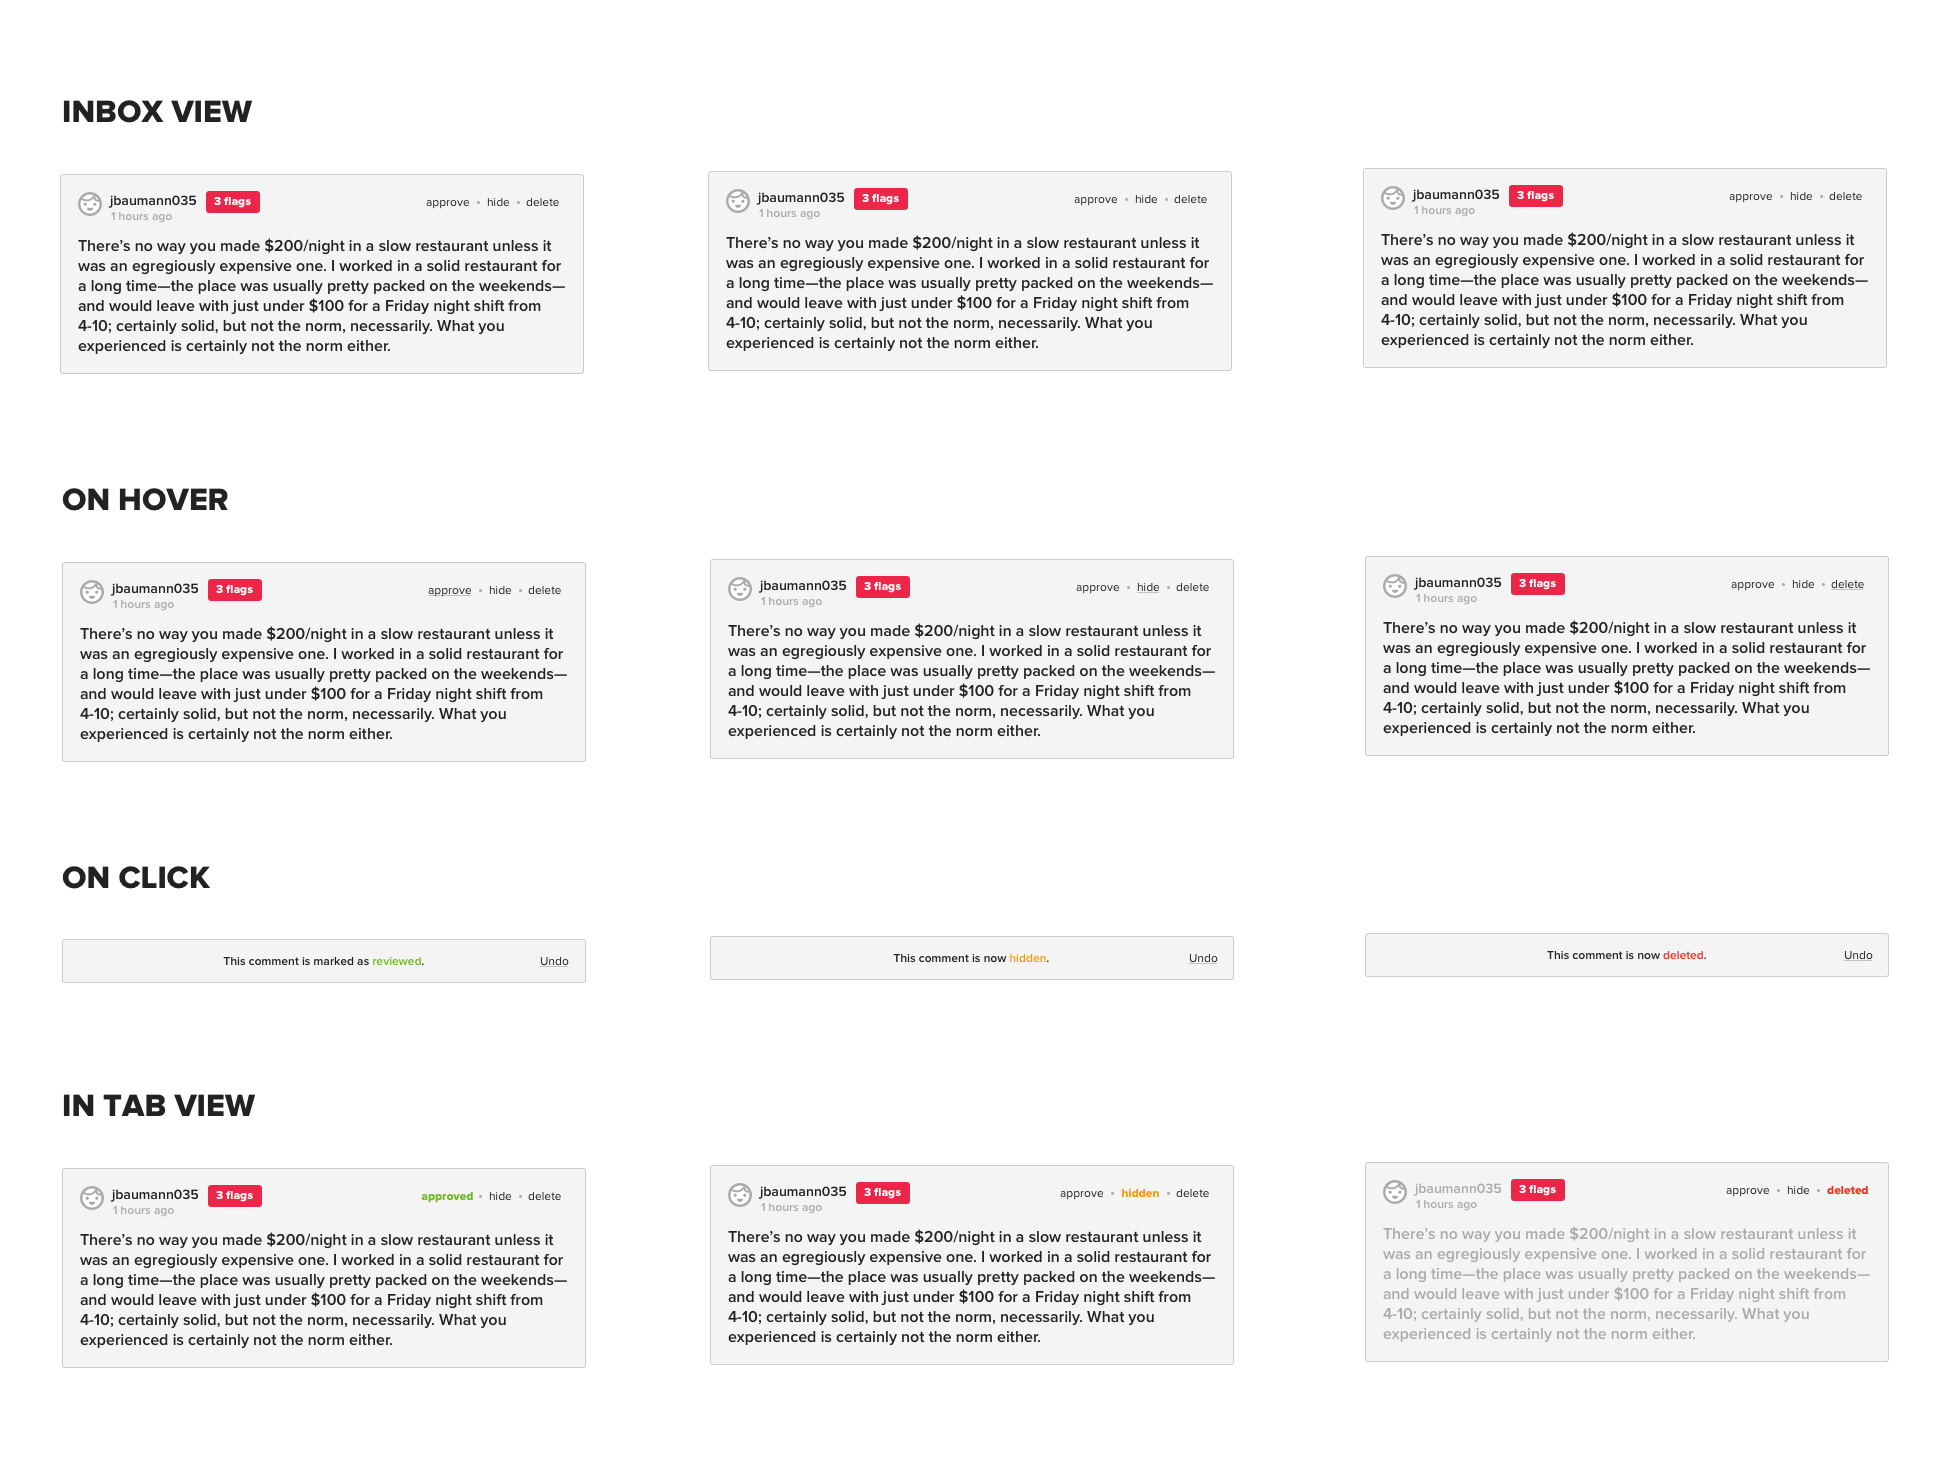 INBOX VIEW
jbaumann035 3 flags approve • hide • delete
1 hours ago
There’s no way you made $200/night in a slow restaurant unless it
was an egregiously expensive one. I worked in a solid restaurant for
a long time—the place was usually pretty packed on the weekends—
and would leave with just under $100 for a Friday night shift from
4-10; certainly solid, but not the norm, necessarily. What you
experienced is certainly not the norm either.
jbaumann035 3 flags approve • hide • delete
1 hours ago
There’s no way you made $200/night in a slow restaurant unless it
was an egregiously expensive one. I worked in a solid restaurant for
a long time—the place was usually pretty packed on the weekends—
and would leave with just under $100 for a Friday night shift from
4-10; certainly solid, but not the norm, necessarily. What you
experienced is certainly not the norm either.
jbaumann035 3 flags approve • hide • delete
1 hours ago
There’s no way you made $200/night in a slow restaurant unless it
was an egregiously expensive one. I worked in a solid restaurant for
a long time—the place was usually pretty packed on the weekends—
and would leave with just under $100 for a Friday night shift from
4-10; certainly solid, but not the norm, necessarily. What you
experienced is certainly not the norm either.
ON HOVER
jbaumann035 3 flags approve • hide • delete
1 hours ago
There’s no way you made $200/night in a slow restaurant unless it
was an egregiously expensive one. I worked in a solid restaurant for
a long time—the place was usually pretty packed on the weekends—
and would leave with just under $100 for a Friday night shift from
4-10; certainly solid, but not the norm, necessarily. What you
experienced is certainly not the norm either.
jbaumann035 3 flags approve • hide • delete
1 hours ago
There’s no way you made $200/night in a slow restaurant unless it
was an egregiously expensive one. I worked in a solid restaurant for
a long time—the place was usually pretty packed on the weekends—
and would leave with just under $100 for a Friday night shift from
4-10; certainly solid, but not the norm, necessarily. What you
experienced is certainly not the norm either.
jbaumann035 3 flags approve • hide • delete
1 hours ago
There’s no way you made $200/night in a slow restaurant unless it
was an egregiously expensive one. I worked in a solid restaurant for
a long time—the place was usually pretty packed on the weekends—
and would leave with just under $100 for a Friday night shift from
4-10; certainly solid, but not the norm, necessarily. What you
experienced is certainly not the norm either.
ON CLICK
This comment is marked as reviewed. Undo
This comment is now hidden. Undo
This comment is now deleted. Undo
IN TAB VIEW
jbaumann035 3 flags approved • hide • delete
1 hours ago
There’s no way you made $200/night in a slow restaurant unless it
was an egregiously expensive one. I worked in a solid restaurant for
a long time—the place was usually pretty packed on the weekends—
and would leave with just under $100 for a Friday night shift from
4-10; certainly solid, but not the norm, necessarily. What you
experienced is certainly not the norm either.
jbaumann035 3 flags approve • hidden • delete
1 hours ago
There’s no way you made $200/night in a slow restaurant unless it
was an egregiously expensive one. I worked in a solid restaurant for
a long time—the place was usually pretty packed on the weekends—
and would leave with just under $100 for a Friday night shift from
4-10; certainly solid, but not the norm, necessarily. What you
experienced is certainly not the norm either.
jbaumann035 3 flags approve • hide • deleted
1 hours ago
There’s no way you made $200/night in a slow restaurant unless it
was an egregiously expensive one. I worked in a solid restaurant for
a long time—the place was usually pretty packed on the weekends—
and would leave with just under $100 for a Friday night shift from
4-10; certainly solid, but not the norm, necessarily. What you
experienced is certainly not the norm either.